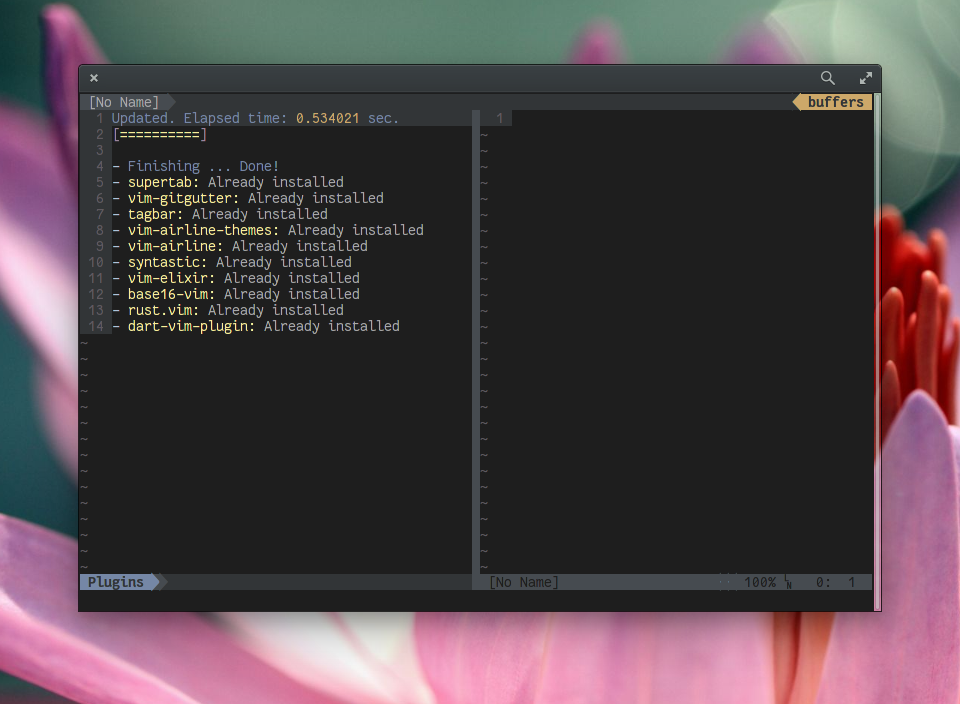 [No Name] buffers
1 Updated. Elapsed time: 0.534021 sec.
2 [==========]
3
4 - Finishing ... Done!
5 - supertab: Already installed
6 - vim-gitgutter: Already installed
7 - tagbar: Already installed
8 - vim-airline-themes: Already installed
9 - vim-airline: Already installed
10 - syntastic: Already installed
11 - vim-elixir: Already installed
12 - base16-vim: Already installed
13 - rust.vim: Already installed
14 - dart-vim-plugin: Already installed
Plugins
1
[No Name] 100% ␤ 0: 1